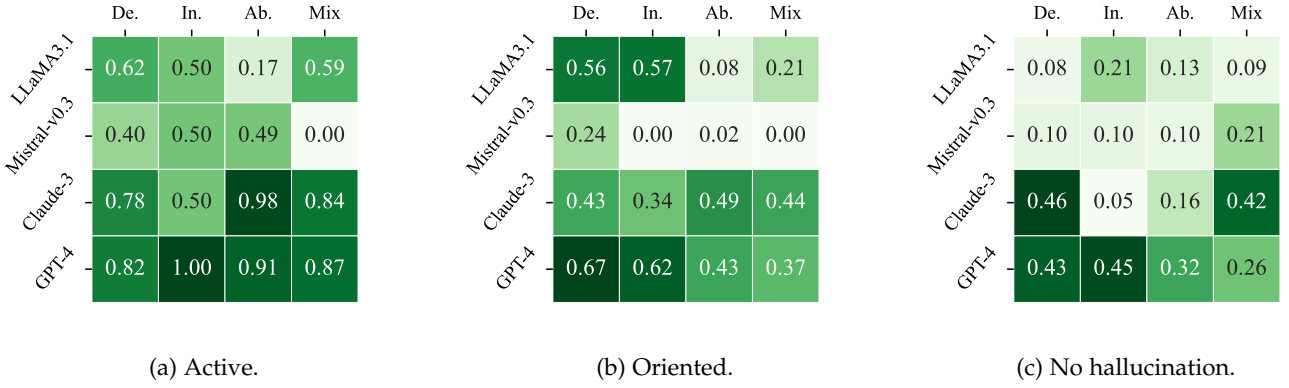 De. In. Ab. Mix
LLaMA3.1 0.62 0.50 0.17 0.59
Mistral-v0.3 0.40 0.50 0.49 0.00
Claude-3 0.78 0.50 0.98 0.84
GPT-4 0.82 1.00 0.91 0.87
(a) Active.
De. In. Ab. Mix
LLaMA3.1 0.56 0.57 0.08 0.21
Mistral-v0.3 0.24 0.00 0.02 0.00
Claude-3 0.43 0.34 0.49 0.44
GPT-4 0.67 0.62 0.43 0.37
(b) Oriented.
De. In. Ab. Mix
LLaMA3.1 0.08 0.21 0.13 0.09
Mistral-v0.3 0.10 0.10 0.10 0.21
Claude-3 0.46 0.05 0.16 0.42
GPT-4 0.43 0.45 0.32 0.26
(c) No hallucination.